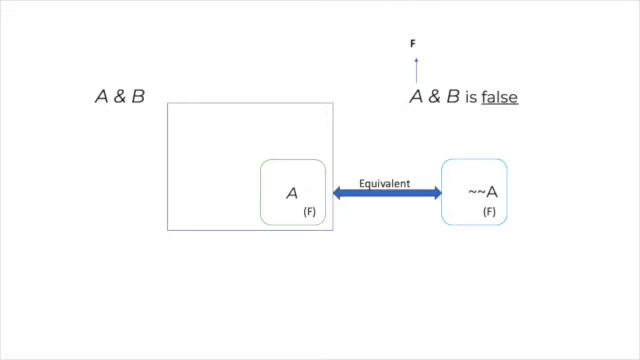 F
A & B
A & B is false
Equivalent
A
(F)
~~A
(F)